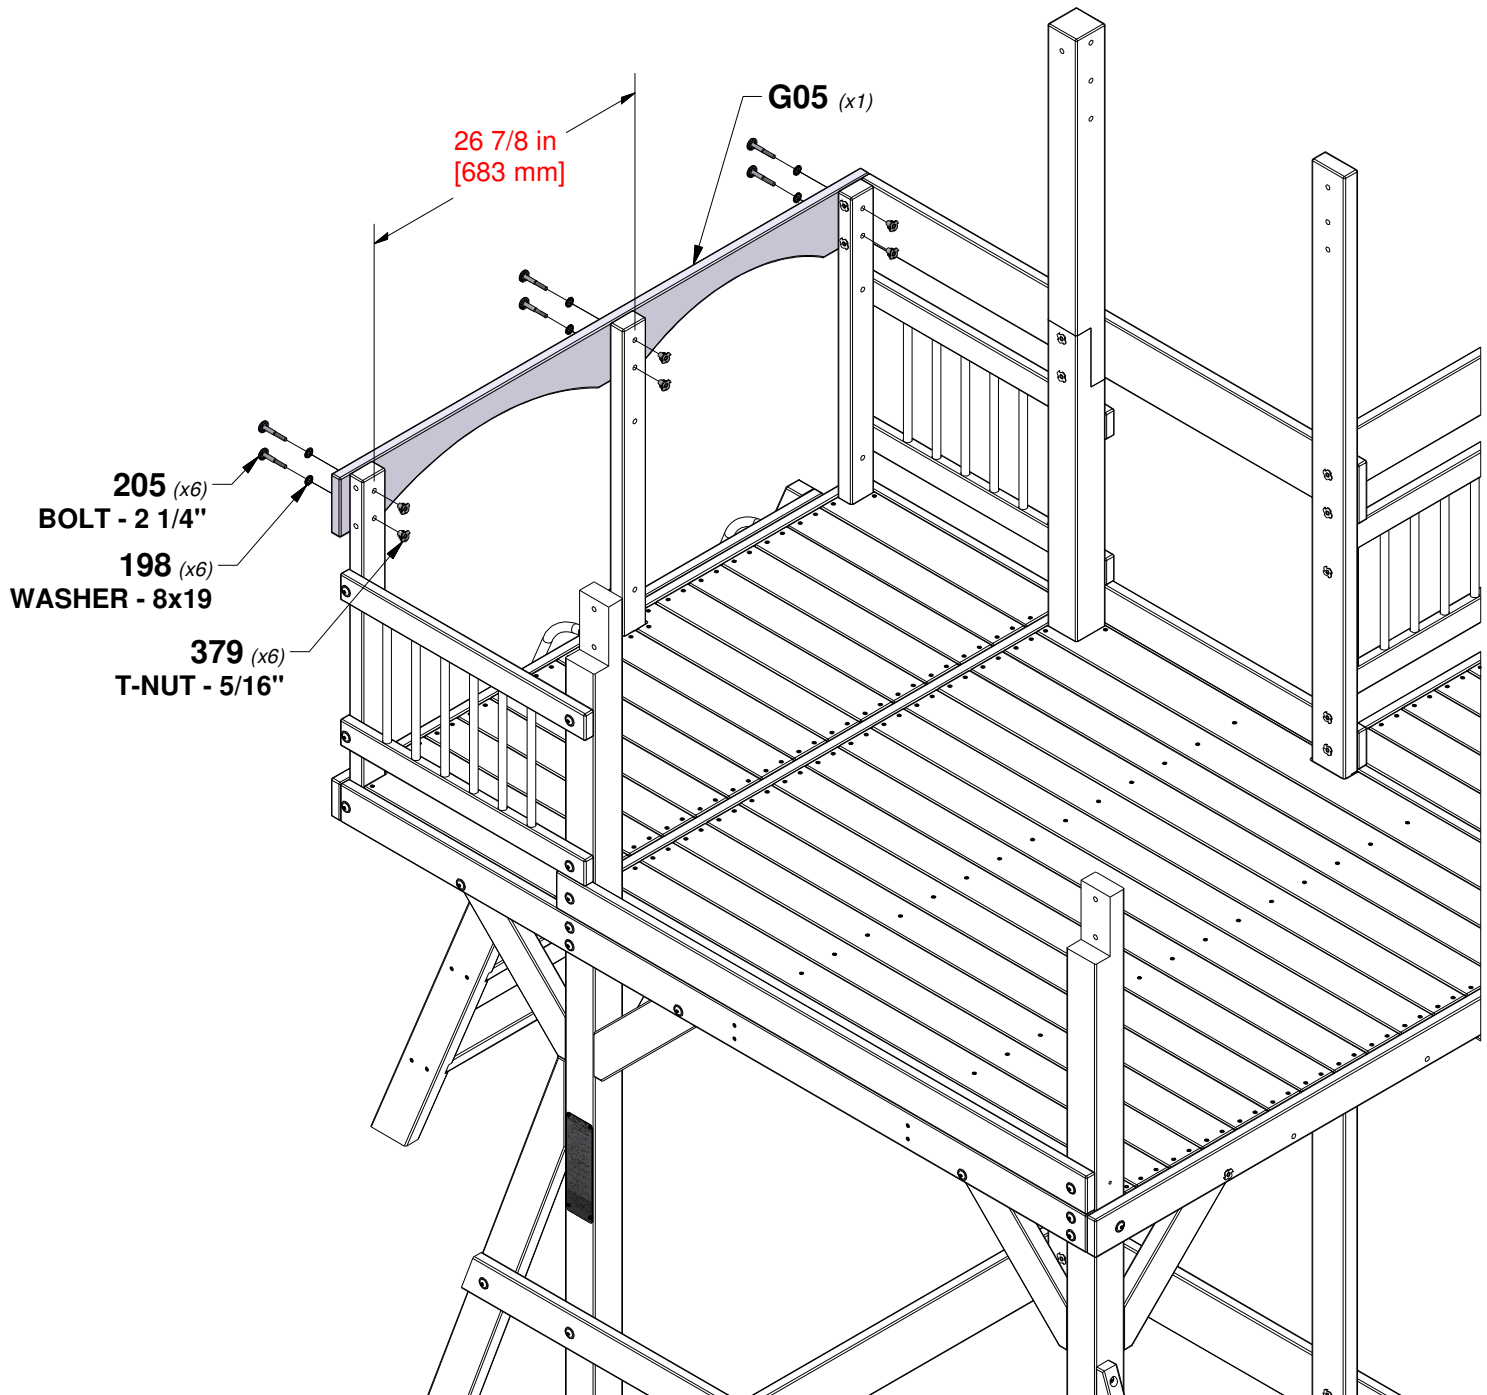 G05 (x1)
26 7/8 in
[683 mm]
205 (x6)
BOLT - 2 1/4"
198 (x6)
WASHER - 8x19
379 (x6)
T-NUT - 5/16"